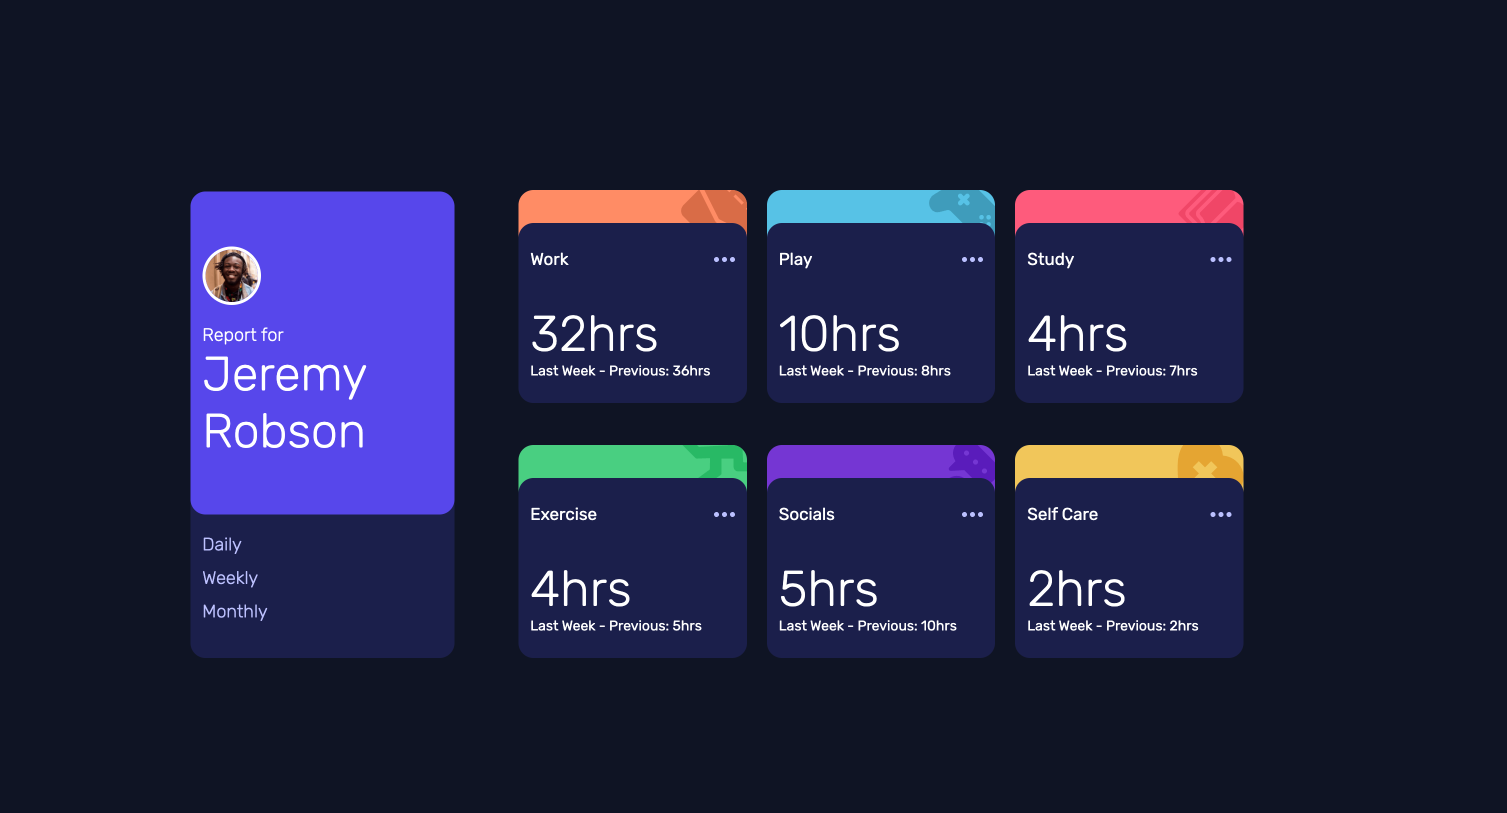 Report for
Jeremy
Robson
Daily
Weekly
Monthly
Work
32hrs
Last Week - Previous: 36hrs
Play
10hrs
Last Week - Previous: 8hrs
Study
4hrs
Last Week - Previous: 7hrs
Exercise
4hrs
Last Week - Previous: 5hrs
Socials
5hrs
Last Week - Previous: 10hrs
Self Care
2hrs
Last Week - Previous: 2hrs